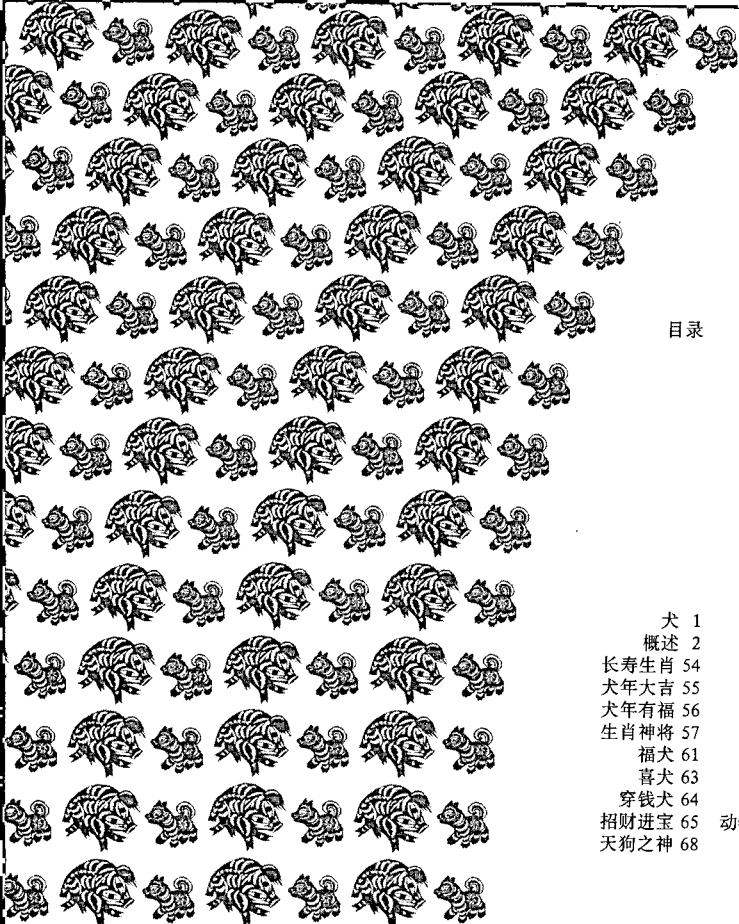 目录
犬 1
概述 2
长寿生肖 54
犬年大吉 55
犬年有福 56
生肖神将 57
福犬 61
喜犬 63
穿钱犬 64
招财进宝 65 动
天狗之神 68